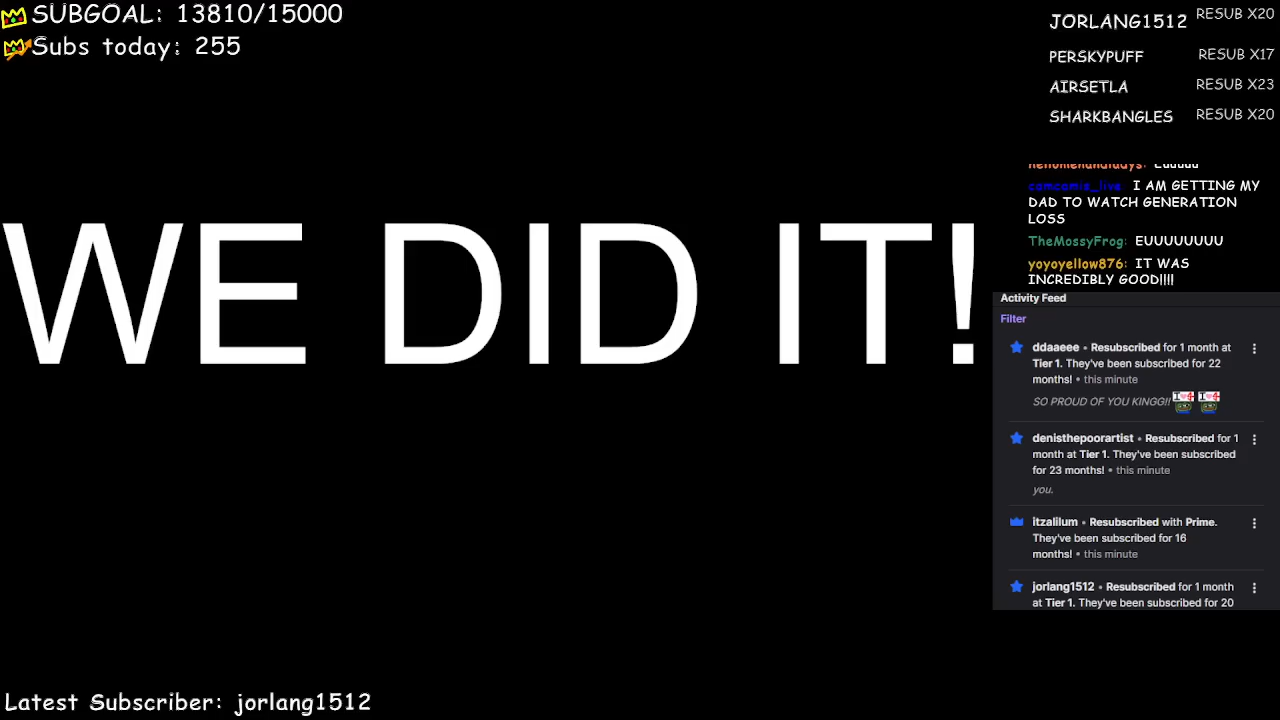 SUBGOAL: 13810/15000
Subs today: 255
JORLANG1512 RESUB X20
PERSKYPUFF RESUB X17
AIRSETLA RESUB X23
SHARKBANGLES RESUB X20
camcamis_live: I AM GETTING MY
DAD TO WATCH GENERATION
LOSS
TheMossyFrog: EUUUUUUUU
yoyoyellow876: IT WAS
INCREDIBLY GOOD!!!!
WE DID IT!
Activity Feed
Filter
ddaaeee • Resubscribed for 1 month at
Tier 1. They've been subscribed for 22
months! • this minute
SO PROUD OF YOU KINGG!!
denisthepoorartist • Resubscribed for 1
month at Tier 1. They've been subscribed
for 23 months! • this minute
you.
itzalilum • Resubscribed with Prime.
They've been subscribed for 16
months! • this minute
jorlang1512 • Resubscribed for 1 month
at Tier 1. They've been subscribed for 20
Latest Subscriber: jorlang1512